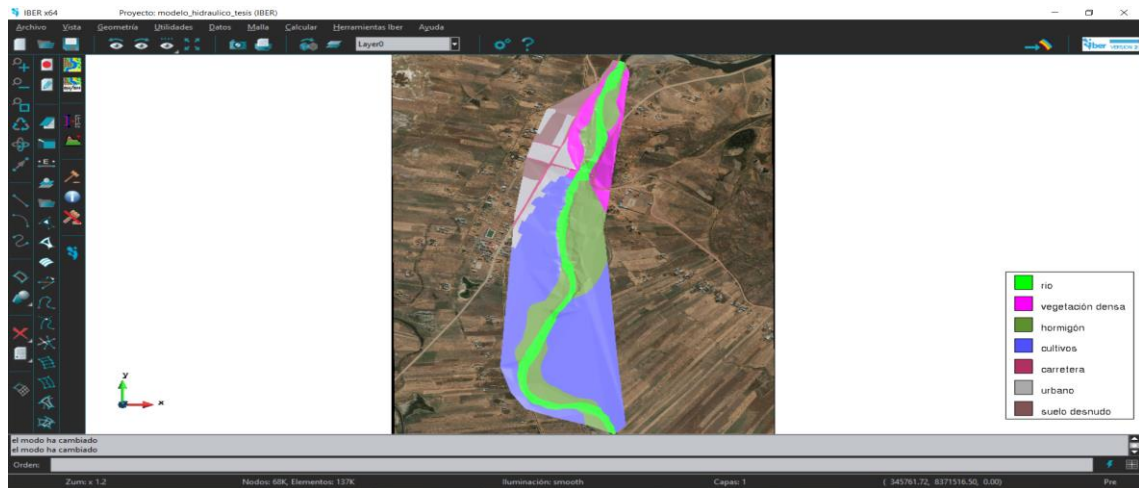 IBER x64
Proyecto: modelo_hidraulico_tesis (IBER)
Archivo Vista Geometría Utilidades Datos Malla Calcular Herramientas Iber Ayuda
Layer0
Iber
río
vegetación densa
hormigón
cultivos
carretera
urbano
suelo desnudo
y
x
el modo ha cambiado
el modo ha cambiado
Orden:
Zum: x 1.2 Nodos: 68K, Elementos: 137K Iluminación: smooth Capas: 1 ( 345761.72, 8371516.50, 0.00) Pre